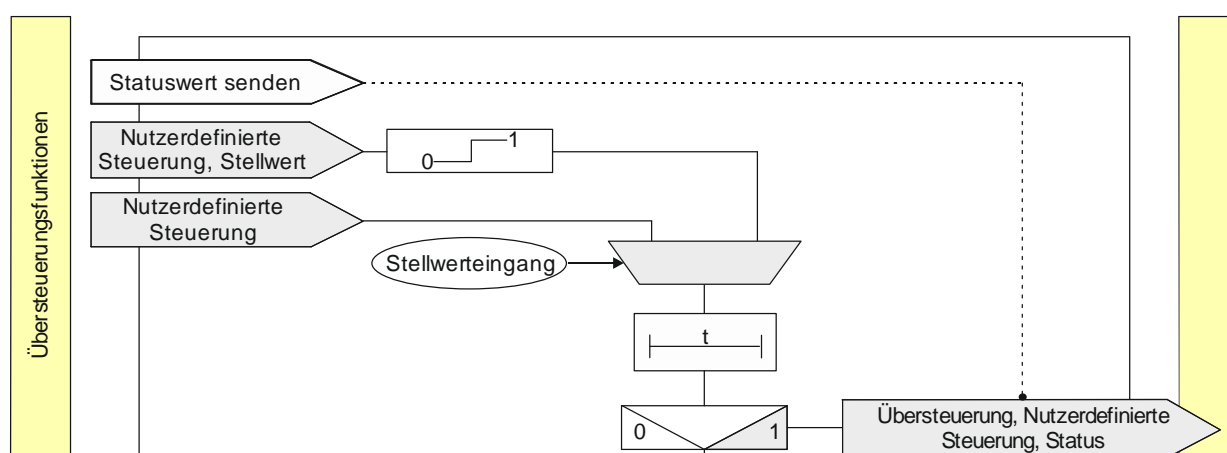 Übersteuerungsfunktionen
Statuswert senden
Nutzerdefinierte
Steuerung, Stellwert
0 1
Nutzerdefinierte
Steuerung
Stellwerteingang
t
0 1
Übersteuerung, Nutzerdefinierte
Steuerung, Status